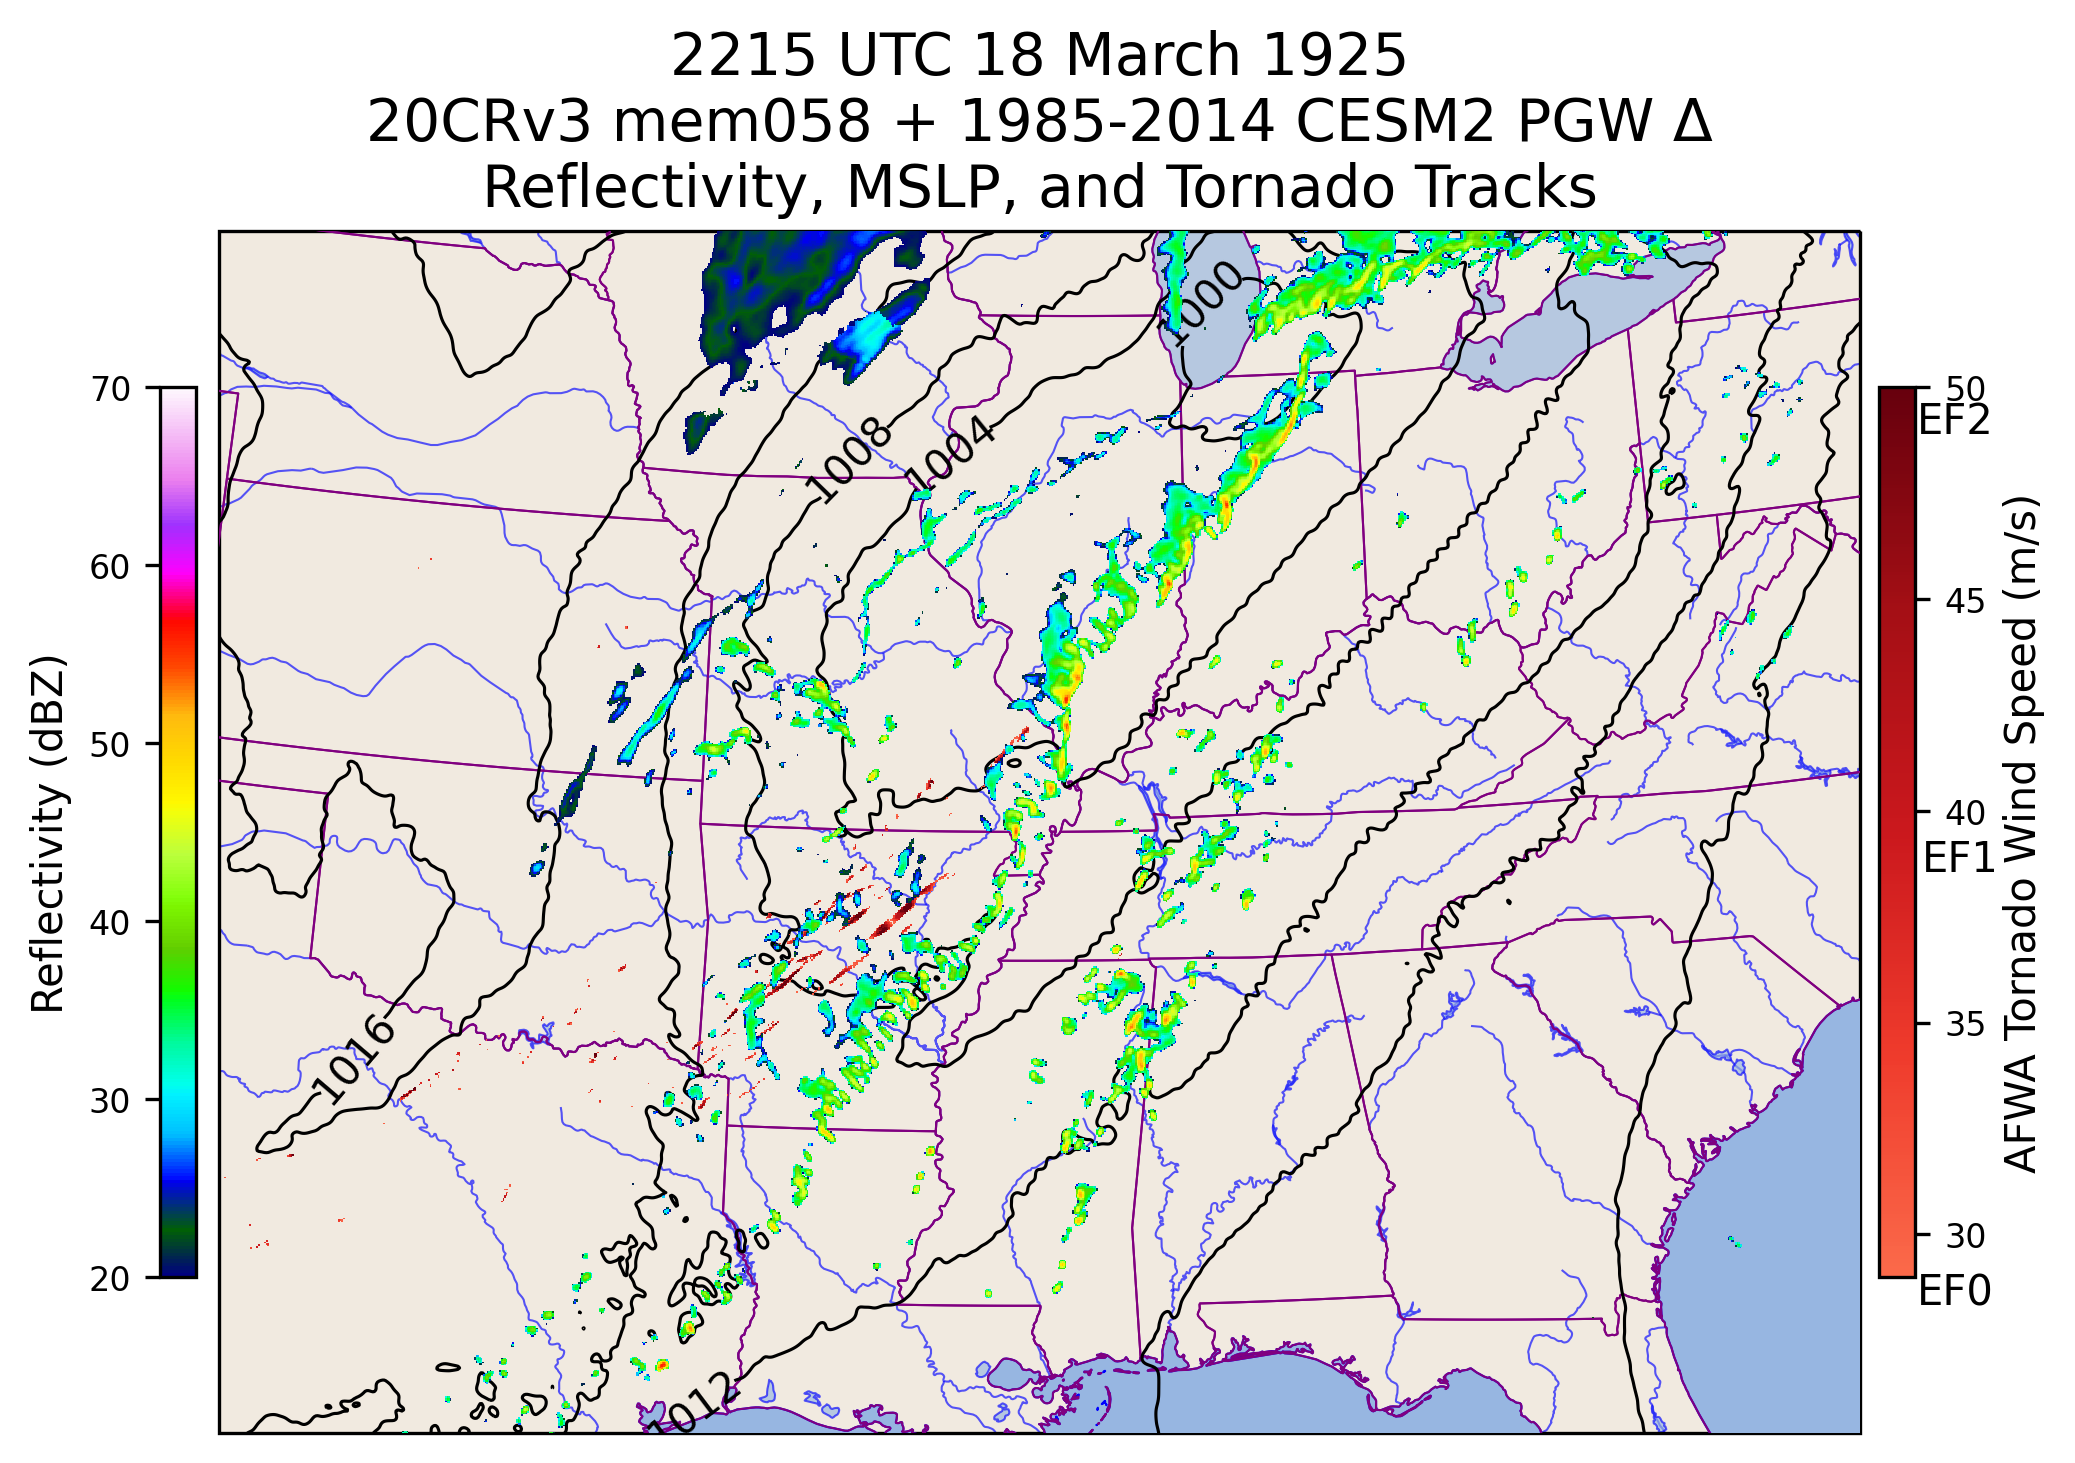 2215 UTC 18 March 1925
20CRv3 mem058 + 1985-2014 CESM2 PGW Δ
Reflectivity, MSLP, and Tornado Tracks
Reflectivity (dBZ)
70
60
50
40
30
20
1000
1008
1004
1016
1012
50
EF2
45
40
EF1
35
30
EF0
AFWA Tornado Wind Speed (m/s)